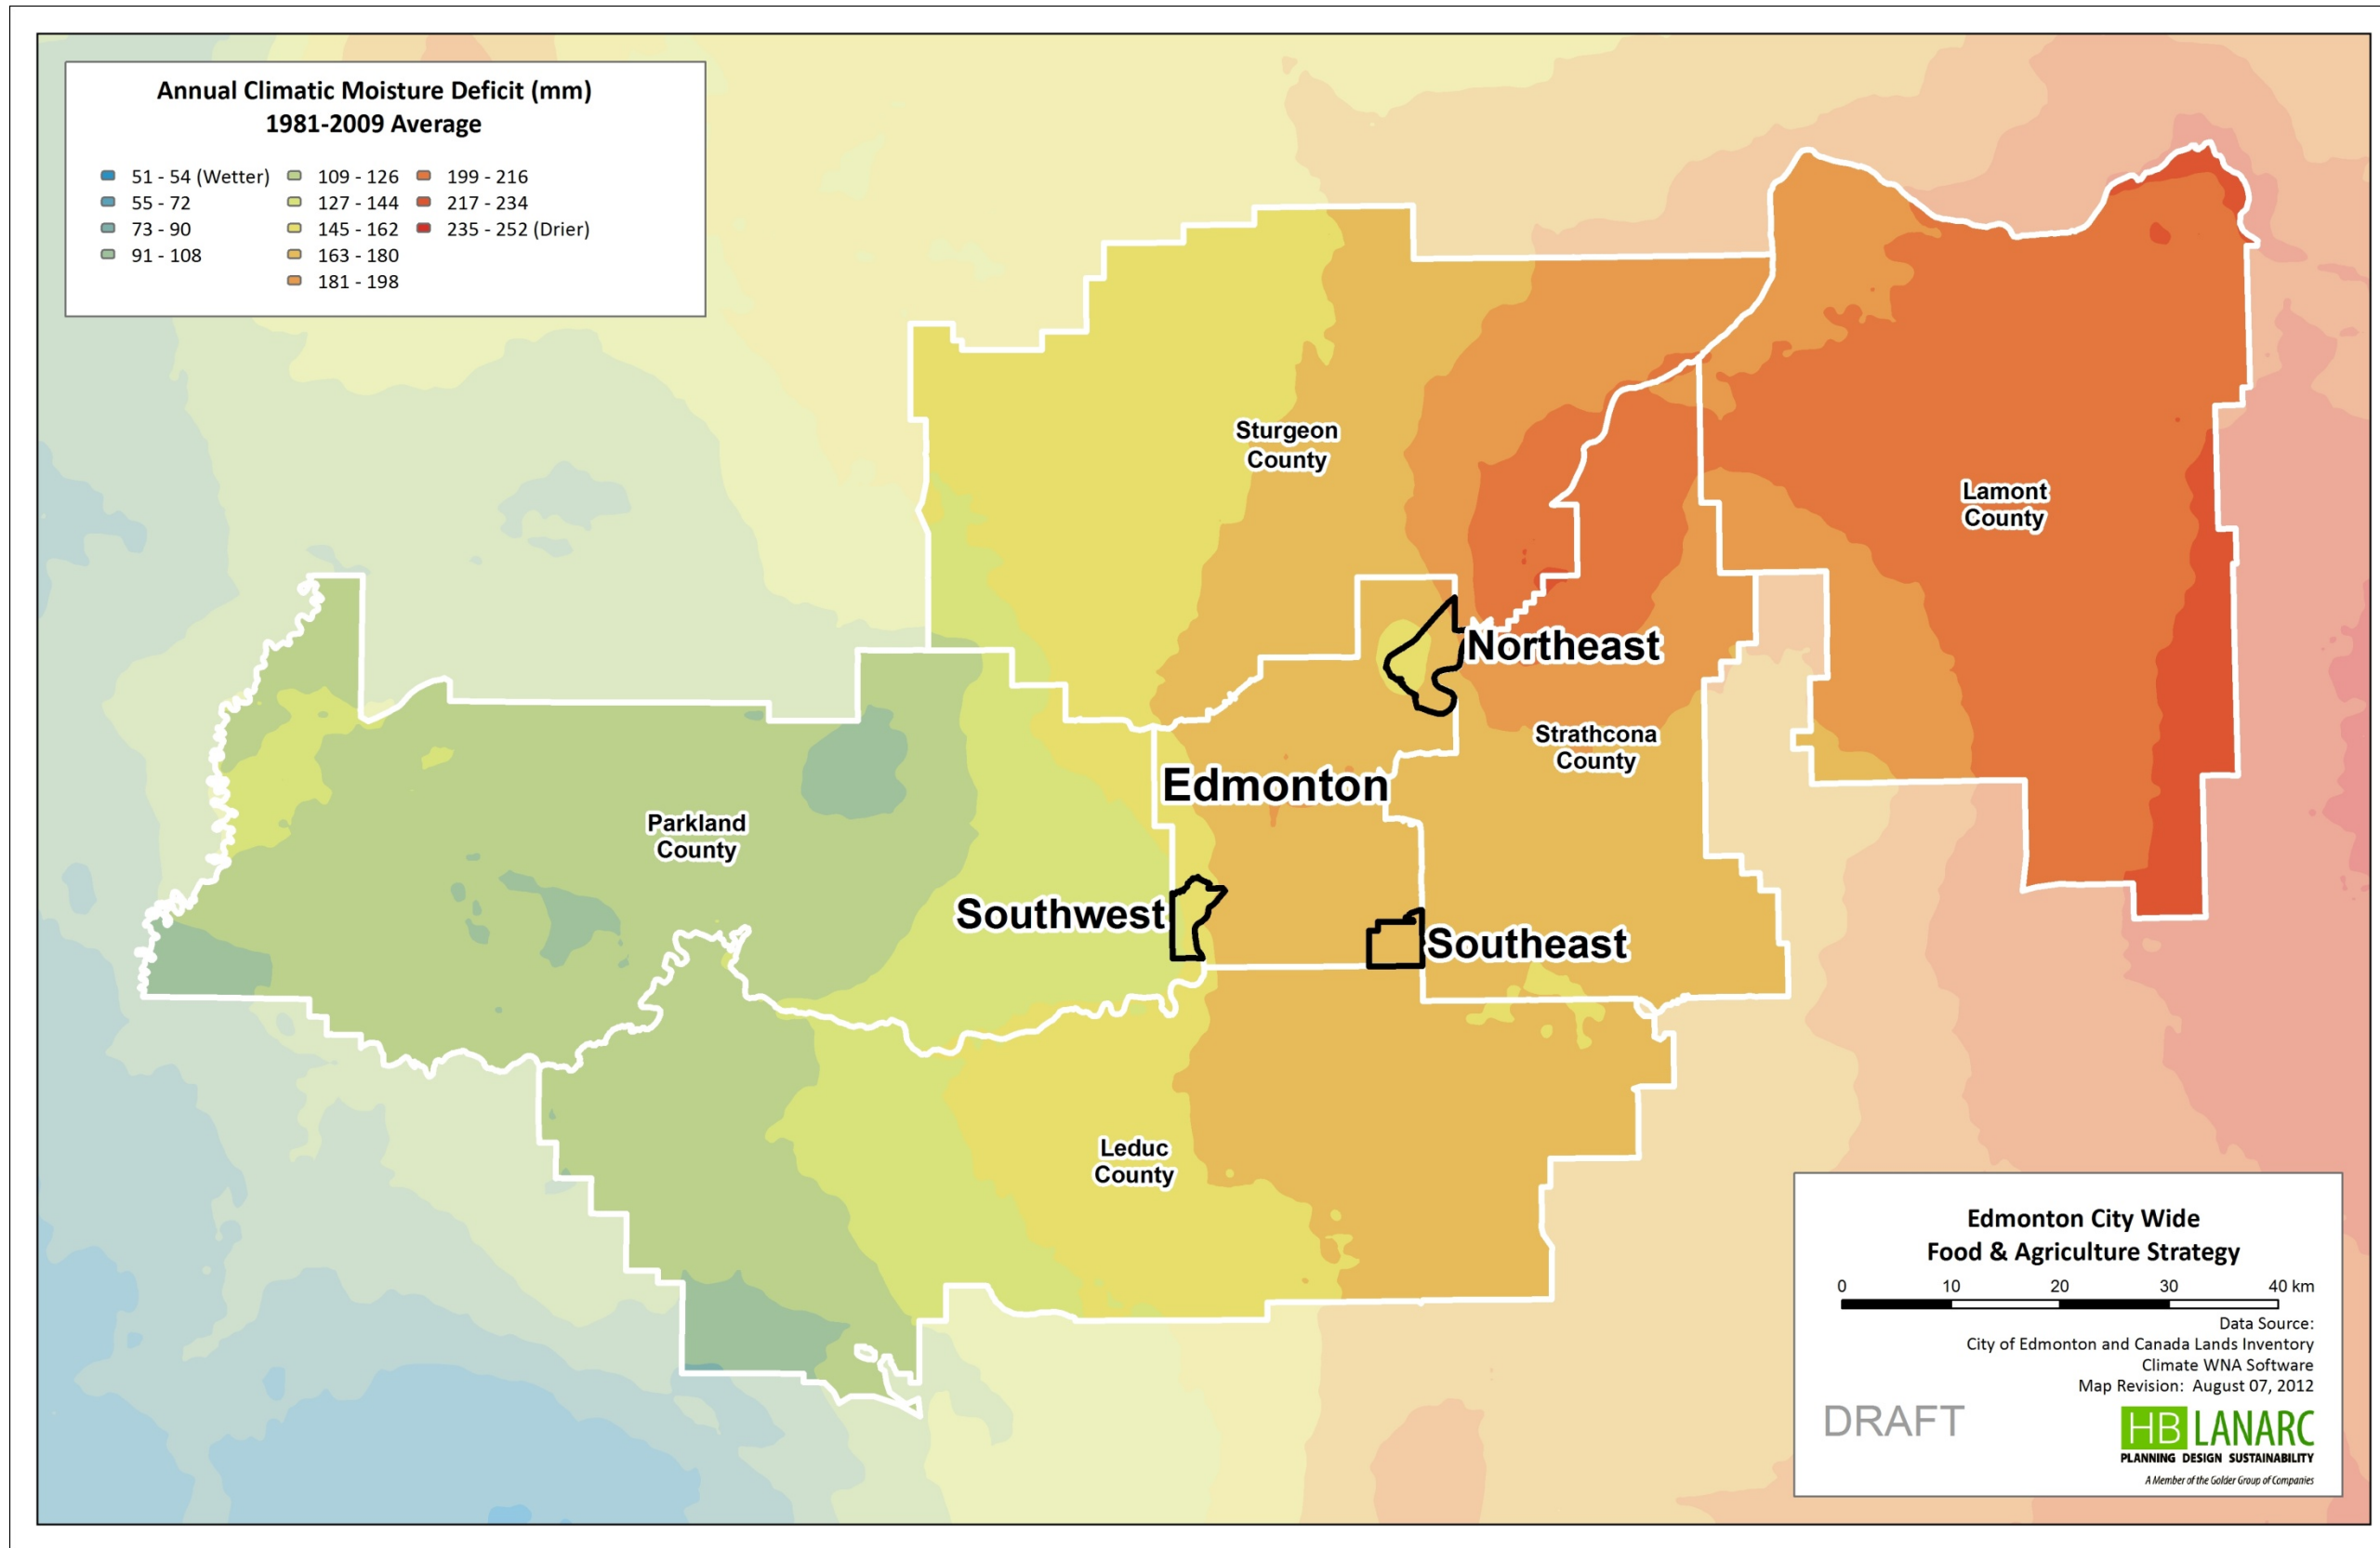 Annual Climatic Moisture Deficit (mm)
1981-2009 Average
51 - 54 (Wetter)
55 - 72
73 - 90
91 - 108
109 - 126
127 - 144
145 - 162
163 - 180
181 - 198
199 - 216
217 - 234
235 - 252 (Drier)
Sturgeon
County
Lamont
County
Northeast
Strathcona
County
Edmonton
Parkland
County
Southwest
Southeast
Leduc
County
Edmonton City Wide
Food & Agriculture Strategy
0 10 20 30 40 km
Data Source:
City of Edmonton and Canada Lands Inventory
Climate WNA Software
Map Revision: August 07, 2012
DRAFT
HB LANARC
PLANNING DESIGN SUSTAINABILITY
A Member of the Golder Group of Companies